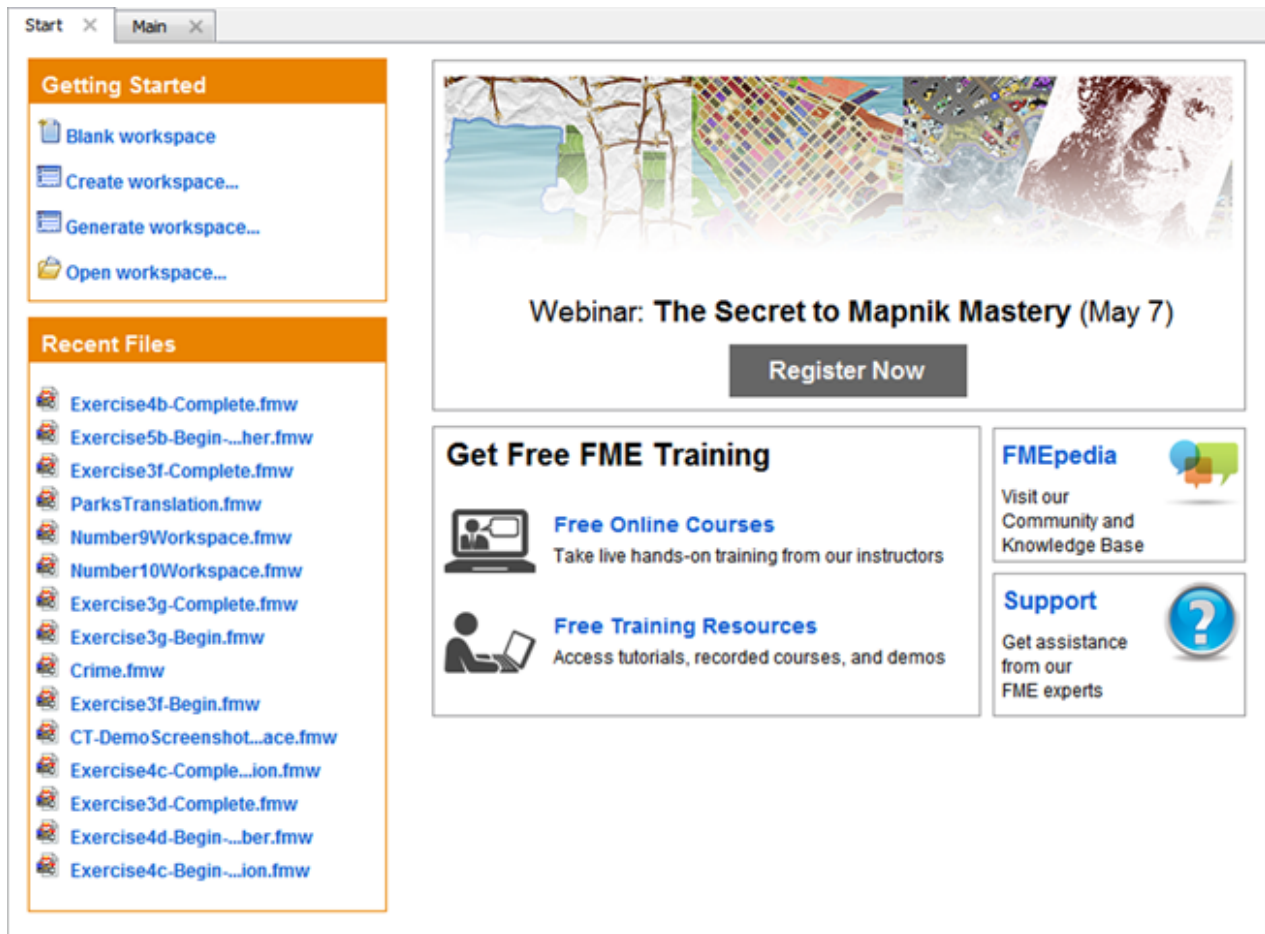 Start
Main
Getting Started
Blank workspace
Create workspace...
Generate workspace...
Open workspace...
Recent Files
Exercise4b-Complete.fmw
Exercise5b-Begin-...her.fmw
Exercise3f-Complete.fmw
ParksTranslation.fmw
Number9Workspace.fmw
Number10Workspace.fmw
Exercise3g-Complete.fmw
Exercise3g-Begin.fmw
Crime.fmw
Exercise3f-Begin.fmw
CT-DemoScreenshot...ace.fmw
Exercise4c-Comple...ion.fmw
Exercise3d-Complete.fmw
Exercise4d-Begin-...ber.fmw
Exercise4c-Begin-...ion.fmw
Webinar: The Secret to Mapnik Mastery (May 7)
Register Now
Get Free FME Training
Free Online Courses
Take live hands-on training from our instructors
Free Training Resources
Access tutorials, recorded courses, and demos
FMEpedia
Visit our
Community and
Knowledge Base
Support
Get assistance
from our
FME experts